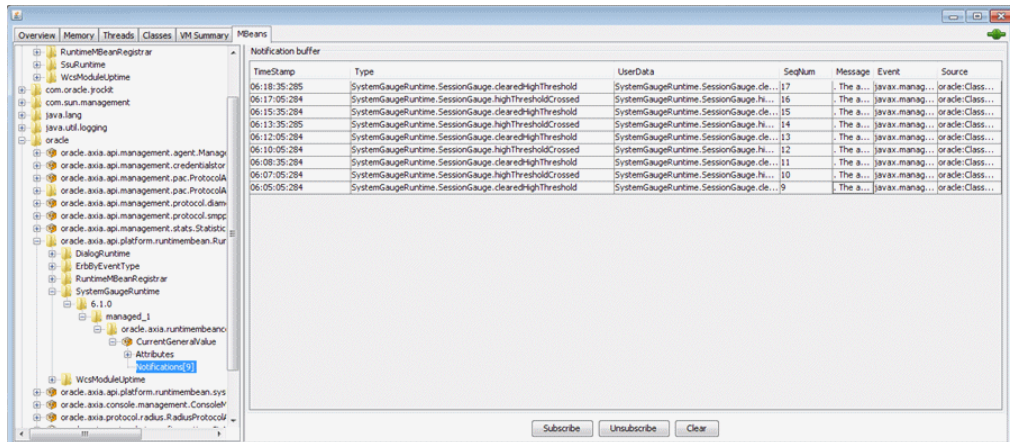 Overview Memory Threads Classes VM Summary MBeans
RuntimeMBeanRegistrar
SsuRuntime
WcsModuleUptime
com.oracle.jrockit
com.sun.management
java.lang
java.util.logging
oracle
oracle.axia.api.management.agent.Manag
oracle.axia.api.management.credentialstor
oracle.axia.api.management.pac.ProtocolA
oracle.axia.api.management.pac.ProtocolA
oracle.axia.api.management.protocol.diam
oracle.axia.api.management.protocol.smpp
oracle.axia.api.management.stats.Statistic
oracle.axia.api.platform.runtimembean.Rur
DialogRuntime
ErbByEventType
RuntimeMBeanRegistrar
SystemGaugeRuntime
6.1.0
managed_1
oracle.axia.runtimembeanc
CurrentGeneralValue
Attributes
Notifications[9]
WcsModuleUptime
oracle.axia.api.platform.runtimembean.sys
oracle.axia.console.management.ConsoleM
oracle.axia.protocol.radius.RadiusProtocolA
Notification buffer
TimeStamp Type UserData SeqNum Message Event Source
06:18:35:285 SystemGaugeRuntime.SessionGauge.clearedHighThreshold SystemGaugeRuntime.SessionGauge.cle... 17 . The a... javax.manag... oracle:Class...
06:17:05:284 SystemGaugeRuntime.SessionGauge.highThresholdCrossed SystemGaugeRuntime.SessionGauge.hi... 16 . The a... javax.manag... oracle:Class...
06:15:35:284 SystemGaugeRuntime.SessionGauge.clearedHighThreshold SystemGaugeRuntime.SessionGauge.cle... 15 . The a... javax.manag... oracle:Class...
06:13:35:285 SystemGaugeRuntime.SessionGauge.highThresholdCrossed SystemGaugeRuntime.SessionGauge.hi... 14 . The a... javax.manag... oracle:Class...
06:12:05:284 SystemGaugeRuntime.SessionGauge.clearedHighThreshold SystemGaugeRuntime.SessionGauge.cle... 13 . The a... javax.manag... oracle:Class...
06:10:05:284 SystemGaugeRuntime.SessionGauge.highThresholdCrossed SystemGaugeRuntime.SessionGauge.hi... 12 . The a... javax.manag... oracle:Class...
06:08:35:284 SystemGaugeRuntime.SessionGauge.clearedHighThreshold SystemGaugeRuntime.SessionGauge.cle... 11 . The a... javax.manag... oracle:Class...
06:07:05:284 SystemGaugeRuntime.SessionGauge.highThresholdCrossed SystemGaugeRuntime.SessionGauge.hi... 10 . The a... javax.manag... oracle:Class...
06:05:05:284 SystemGaugeRuntime.SessionGauge.clearedHighThreshold SystemGaugeRuntime.SessionGauge.cle... 9 . The a... javax.manag... oracle:Class...
Subscribe Unsubscribe Clear